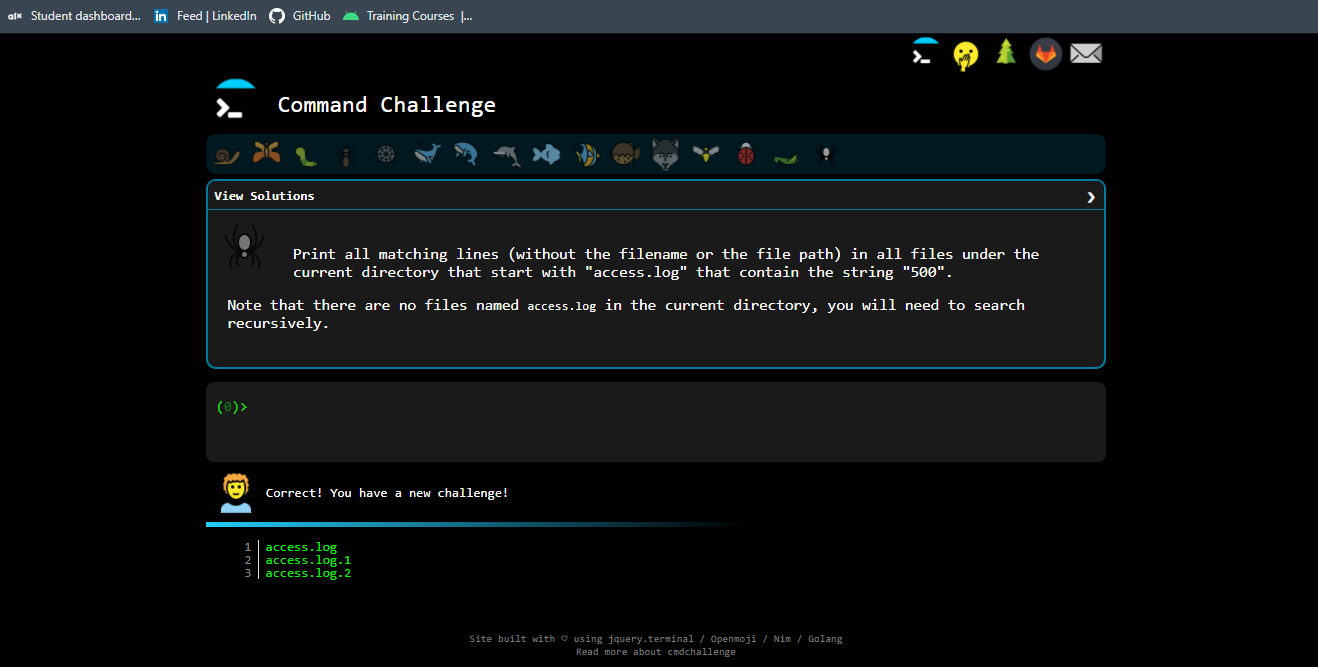 alx Student dashboard... in Feed | LinkedIn GitHub Training Courses |...
Command Challenge
View Solutions
Print all matching lines (without the filename or the file path) in all files under the
current directory that start with "access.log" that contain the string "500".
Note that there are no files named access.log in the current directory, you will need to search
recursively.
(0)>
Correct! You have a new challenge!
1 access.log
2 access.log.1
3 access.log.2
Site built with ♡ using jquery.terminal / Openmoji / Nim / Golang
Read more about cmdchallenge